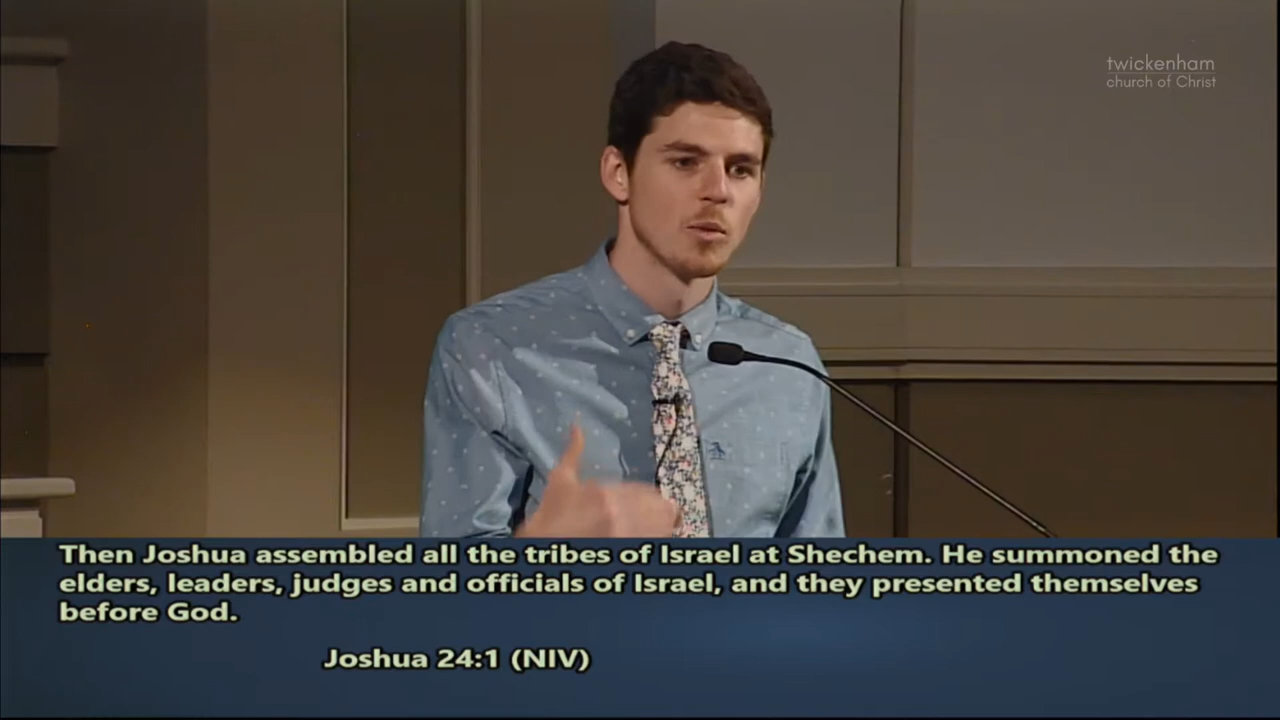 twickenham
church of Christ
Then Joshua assembled all the tribes of Israel at Shechem. He summoned the
elders, leaders, judges and officials of Israel, and they presented themselves
before God.
Joshua 24:1 (NIV)